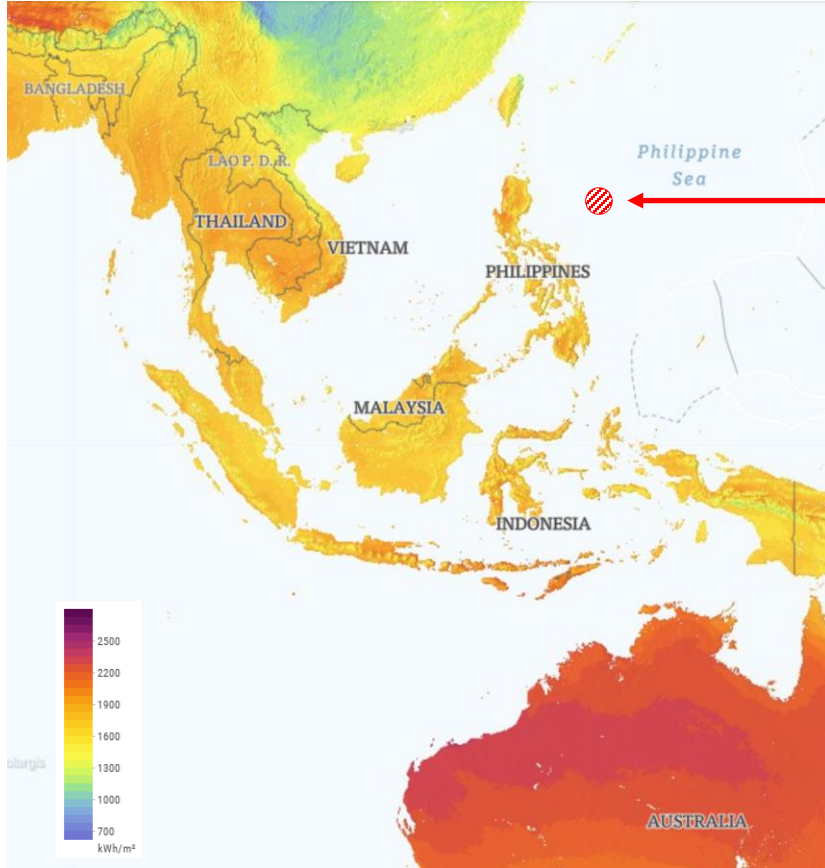 BANGLADESH
LAO P. D. R.
Philippine
Sea
THAILAND
VIETNAM
PHILIPPINES
MALAYSIA
INDONESIA
2500
2200
1900
1600
1300
1000
700
kWh/m²
AUSTRALIA